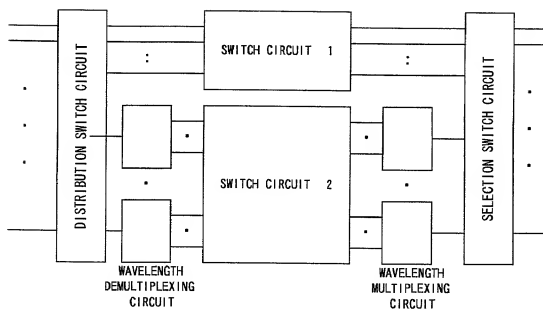 DISTRIBUTION SWITCH CIRCUIT
SWITCH CIRCUIT 1
SWITCH CIRCUIT 2
SELECTION SWITCH CIRCUIT
WAVELENGTH
DEMULTIPLEXING
CIRCUIT
WAVELENGTH
MULTIPLEXING
CIRCUIT